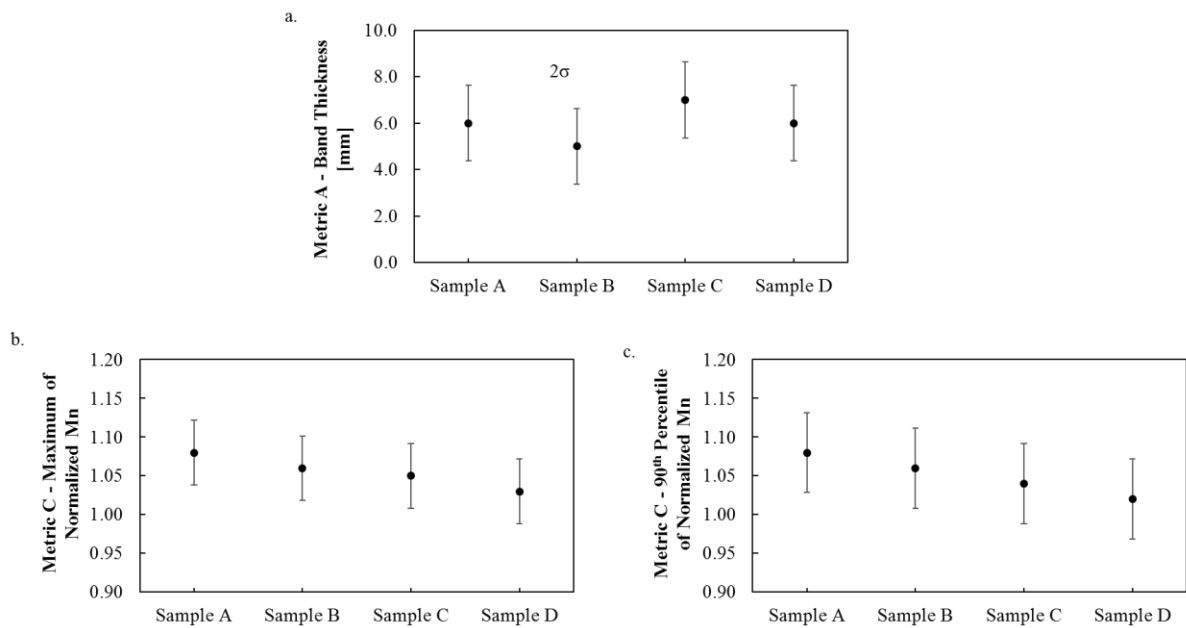 a.
Metric A - Band Thickness
[mm]
10.0
8.0
6.0
4.0
2.0
0.0
2σ
Sample A Sample B Sample C Sample D
b.
Metric C - Maximum of
Normalized Mn
1.20
1.15
1.10
1.05
1.00
0.95
0.90
Sample A Sample B Sample C Sample D
c.
Metric C - 90th Percentile
of Normalized Mn
1.20
1.15
1.10
1.05
1.00
0.95
0.90
Sample A Sample B Sample C Sample D